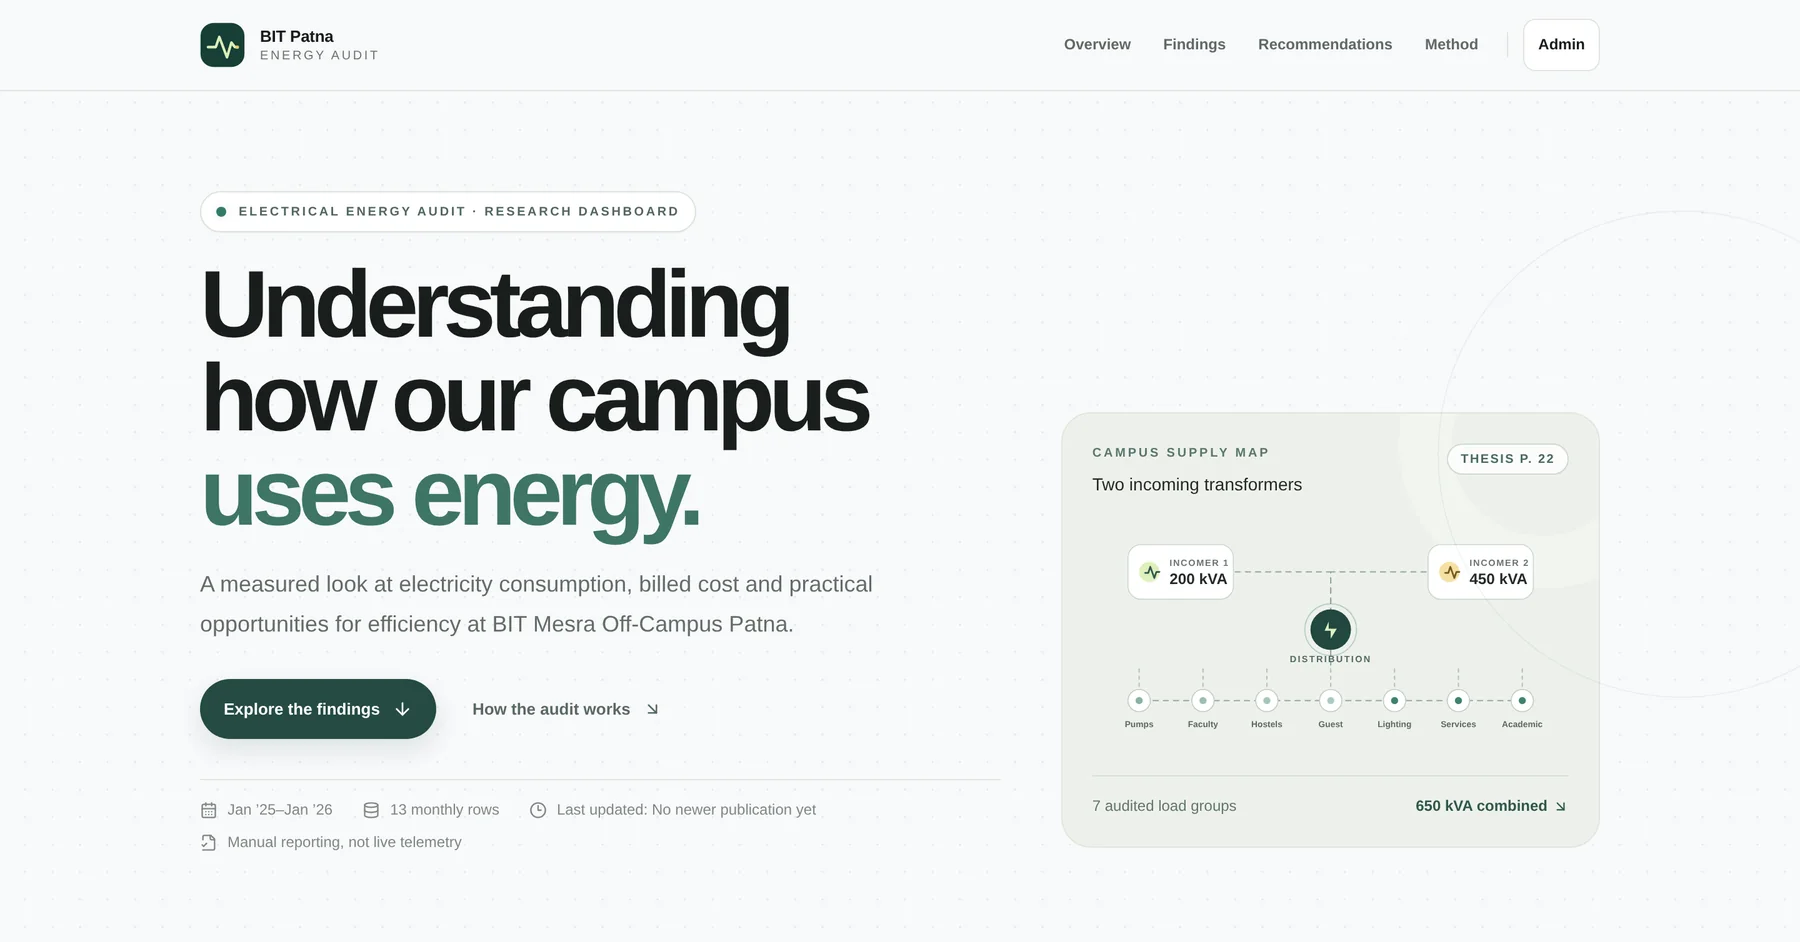 BIT Patna
ENERGY AUDIT
Overview
Findings
Recommendations
Method
Admin
ELECTRICAL ENERGY AUDIT · RESEARCH DASHBOARD
Understanding
how our campus
uses energy.
A measured look at electricity consumption, billed cost and practical
opportunities for efficiency at BIT Mesra Off-Campus Patna.
Explore the findings
How the audit works
Jan ’25–Jan ’26
13 monthly rows
Last updated: No newer publication yet
Manual reporting, not live telemetry
CAMPUS SUPPLY MAP
THESIS P. 22
Two incoming transformers
INCOMER 1
200 kVA
INCOMER 2
450 kVA
DISTRIBUTION
Pumps
Faculty
Hostels
Guest
Lighting
Services
Academic
7 audited load groups
650 kVA combined